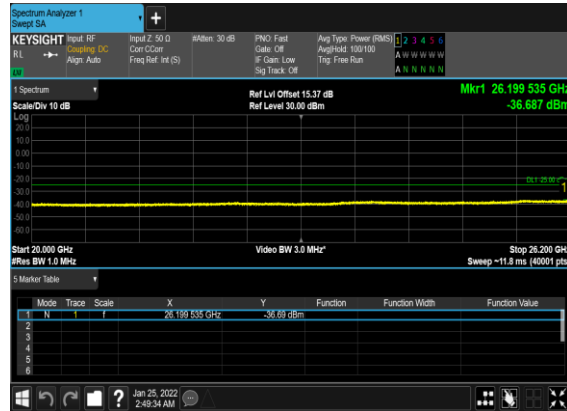 Spectrum Analyzer 1
Swept SA
+
KEYSIGHT Input: RF Input Z: 50 Ω #Atten: 30 dB PNO: Fast Avg Type: Power (RMS) 1 2 3 4 5 6
RL Coupling: DC Corr CCorr Gate: Off Avg|Hold: 100/100 A W W W W W
Align: Auto Freq Ref: Int (S) IF Gain: Low Trig: Free Run
Sig Track: Off A N N N N N
1 Spectrum Ref Lvl Offset 15.37 dB Mkr1 26.199 535 GHz
Scale/Div 10 dB Ref Level 30.00 dBm -36.687 dBm
Log
20.0
10.0
0.00
-10.0
-20.0
DL1 -25.00
-30.0 1
-40.0
-50.0
-60.0
Start 20.000 GHz Video BW 3.0 MHz* Stop 26.200 GHz
#Res BW 1.0 MHz Sweep ~11.8 ms (40001 pts
5 Marker Table
Mode Trace Scale X Y Function Function Width Function Value
1 N 1 f 26.199 535 GHz -36.69 dBm
2
3
4
5
6
? Jan 25, 2022
2:49:34 AM